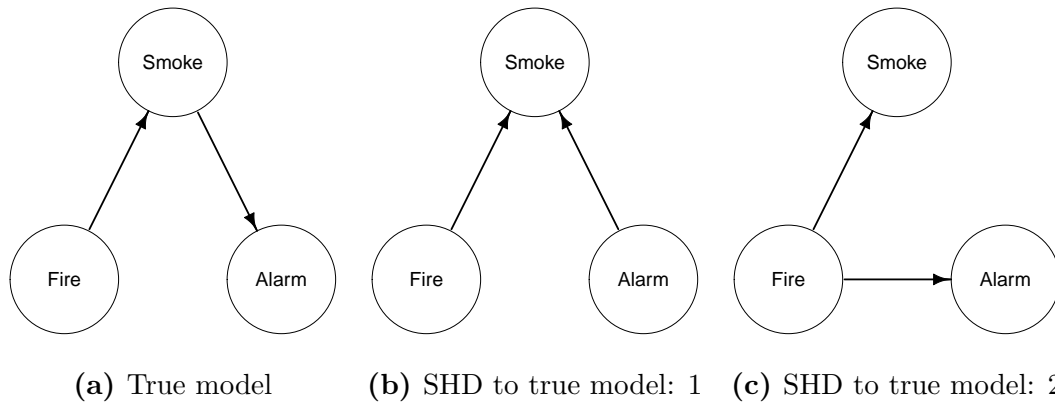 Smoke Smoke Smoke
Fire Alarm Fire Alarm Fire Alarm
(a) True model (b) SHD to true model: 1 (c) SHD to true model: 2